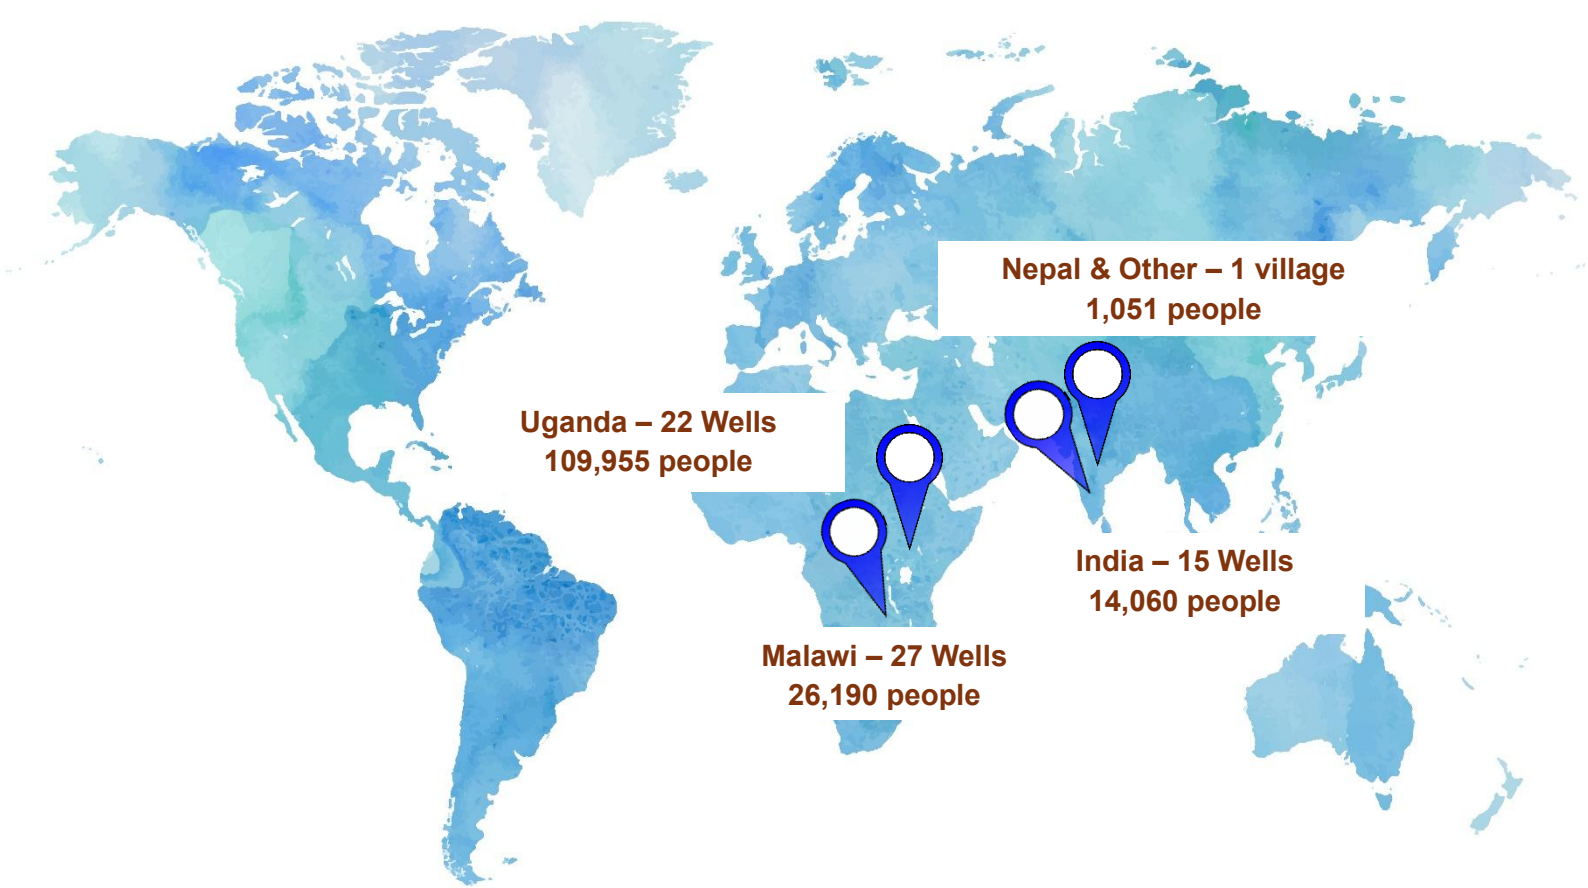 Nepal & Other – 1 village
1,051 people
Uganda – 22 Wells
109,955 people
India – 15 Wells
14,060 people
Malawi – 27 Wells
26,190 people